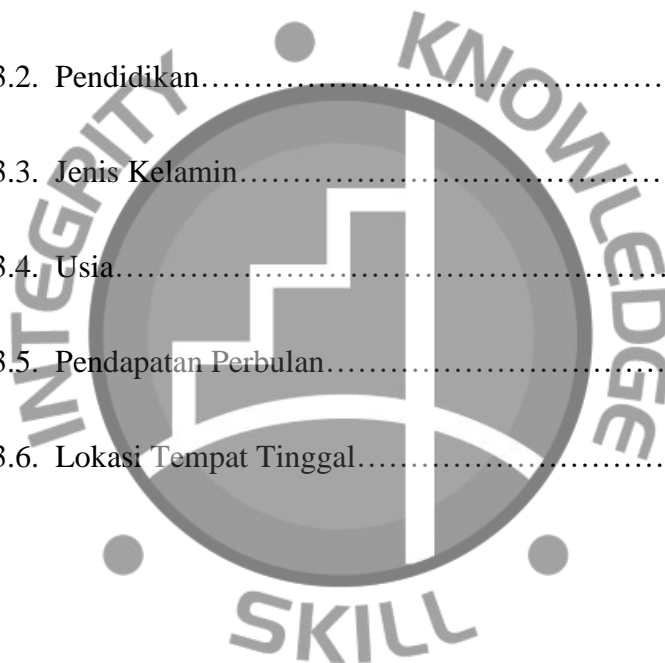 3.2. Pendidikan……………………………..……
3.3. Jenis Kelamin………………….………………
3.4. Usia……………………………………….……
3.5. Pendapatan Perbulan……………………………
3.6. Lokasi Tempat Tinggal…………………………
INTEGRITY
KNOWLEDGE
SKILL